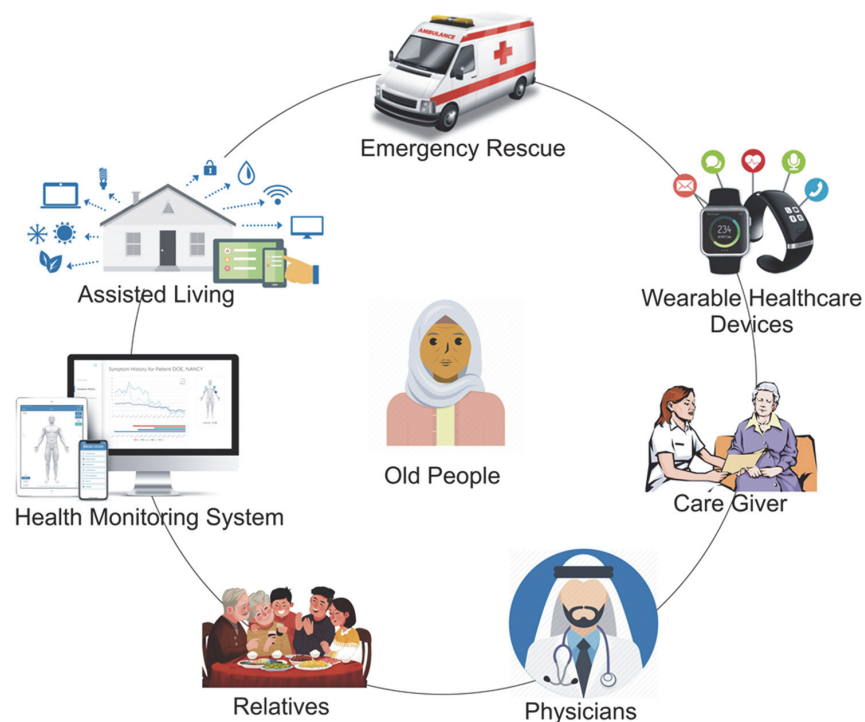 AMBULANCE
Emergency Rescue
234
Wearable Healthcare
Devices
Assisted Living
Symptom History for Patient DOE, NANCY
Old People
Care Giver
Health Monitoring System
Relatives
Physicians